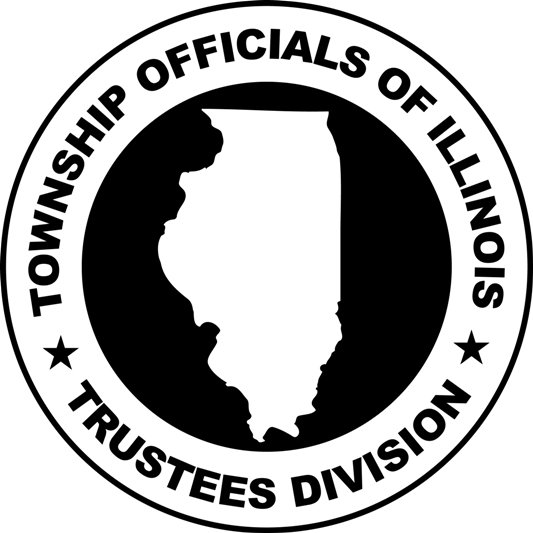 TOWNSHIP OFFICIALS OF ILLINOIS
TRUSTEES DIVISION